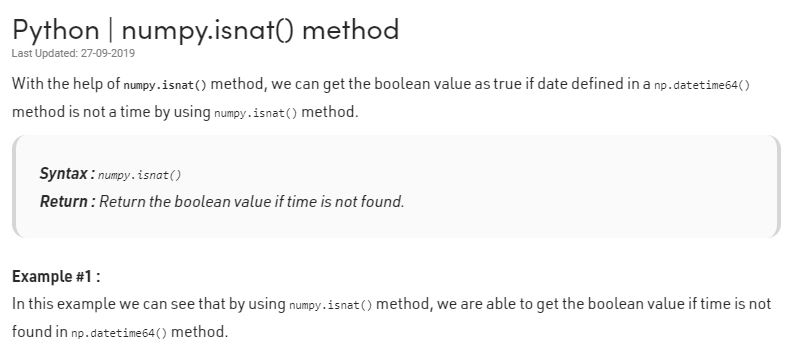 Python | numpy.isnat() method
Last Updated: 27-09-2019
With the help of numpy.isnat() method, we can get the boolean value as true if date defined in a np.datetime64()
method is not a time by using numpy.isnat() method.
Syntax : numpy.isnat()
Return : Return the boolean value if time is not found.
Example #1 :
In this example we can see that by using numpy.isnat() method, we are able to get the boolean value if time is not
found in np.datetime64() method.